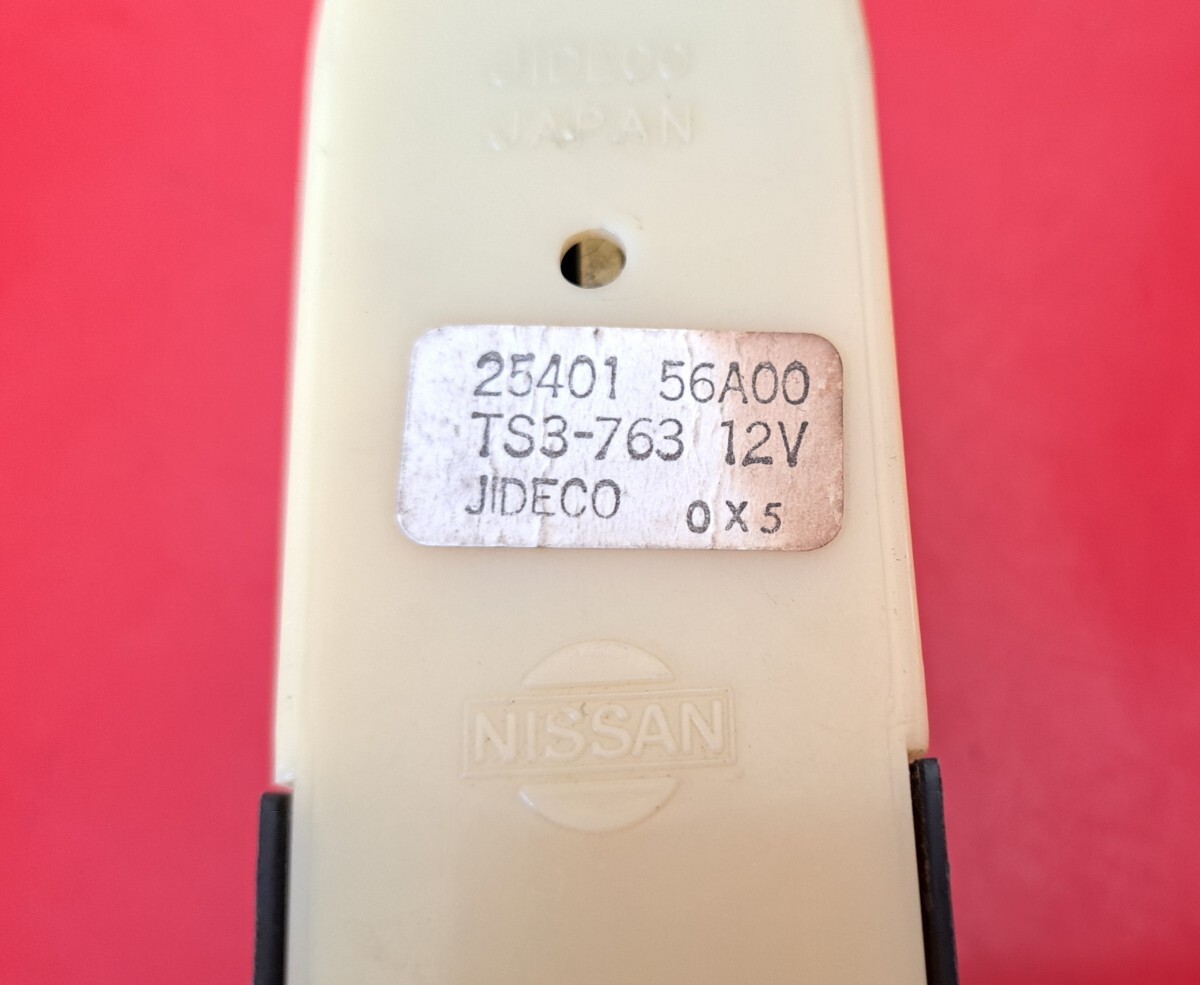 JIDECO
JAPAN
25401 56A00
TS3-763 12V
JIDECO 0X5
NISSAN